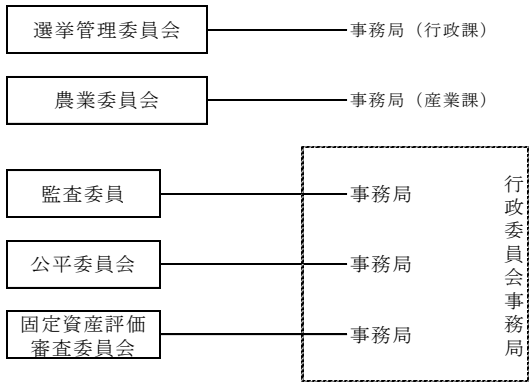 選挙管理委員会
事務局（行政課）
農業委員会
事務局（産業課）
監査委員
事務局
公平委員会
事務局
固定資産評価
審査委員会
事務局
行政委員会事務局